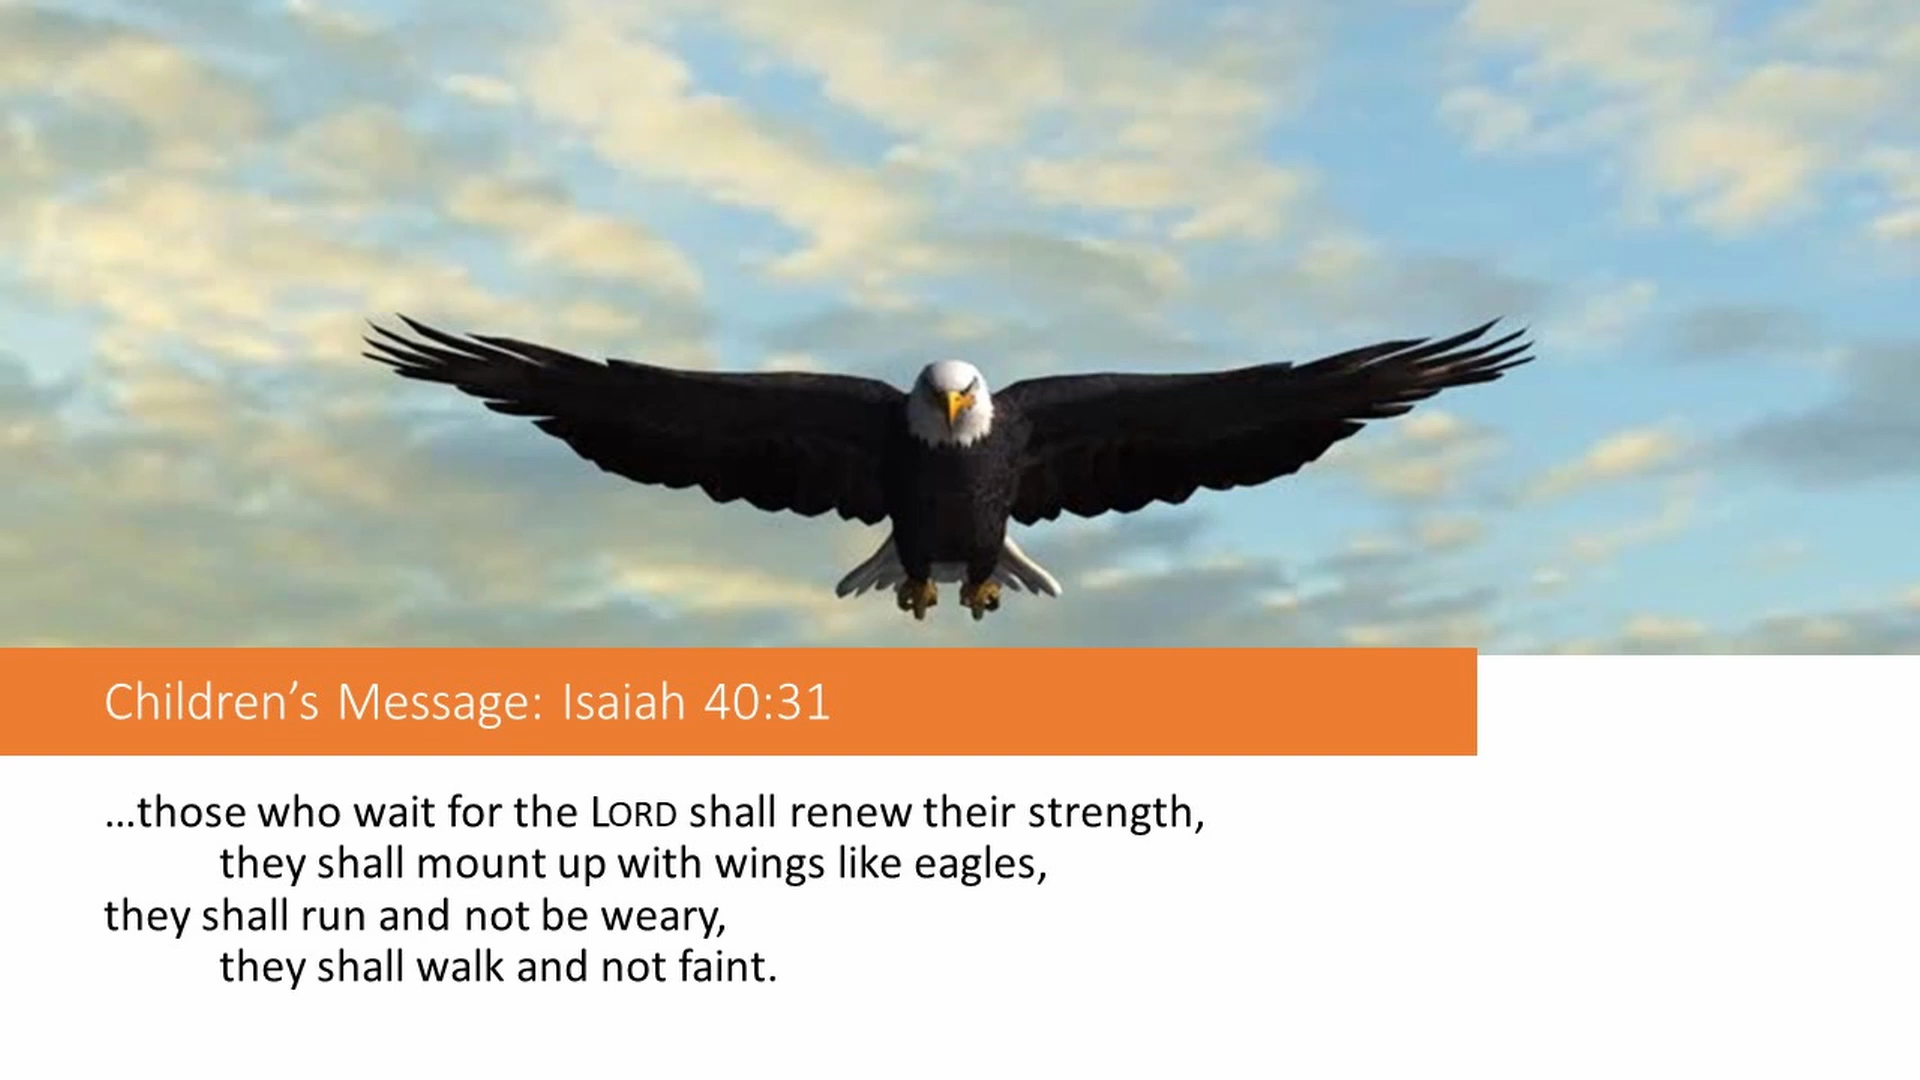 Children’s Message: Isaiah 40:31
…those who wait for the LORD shall renew their strength,
they shall mount up with wings like eagles,
they shall run and not be weary,
they shall walk and not faint.